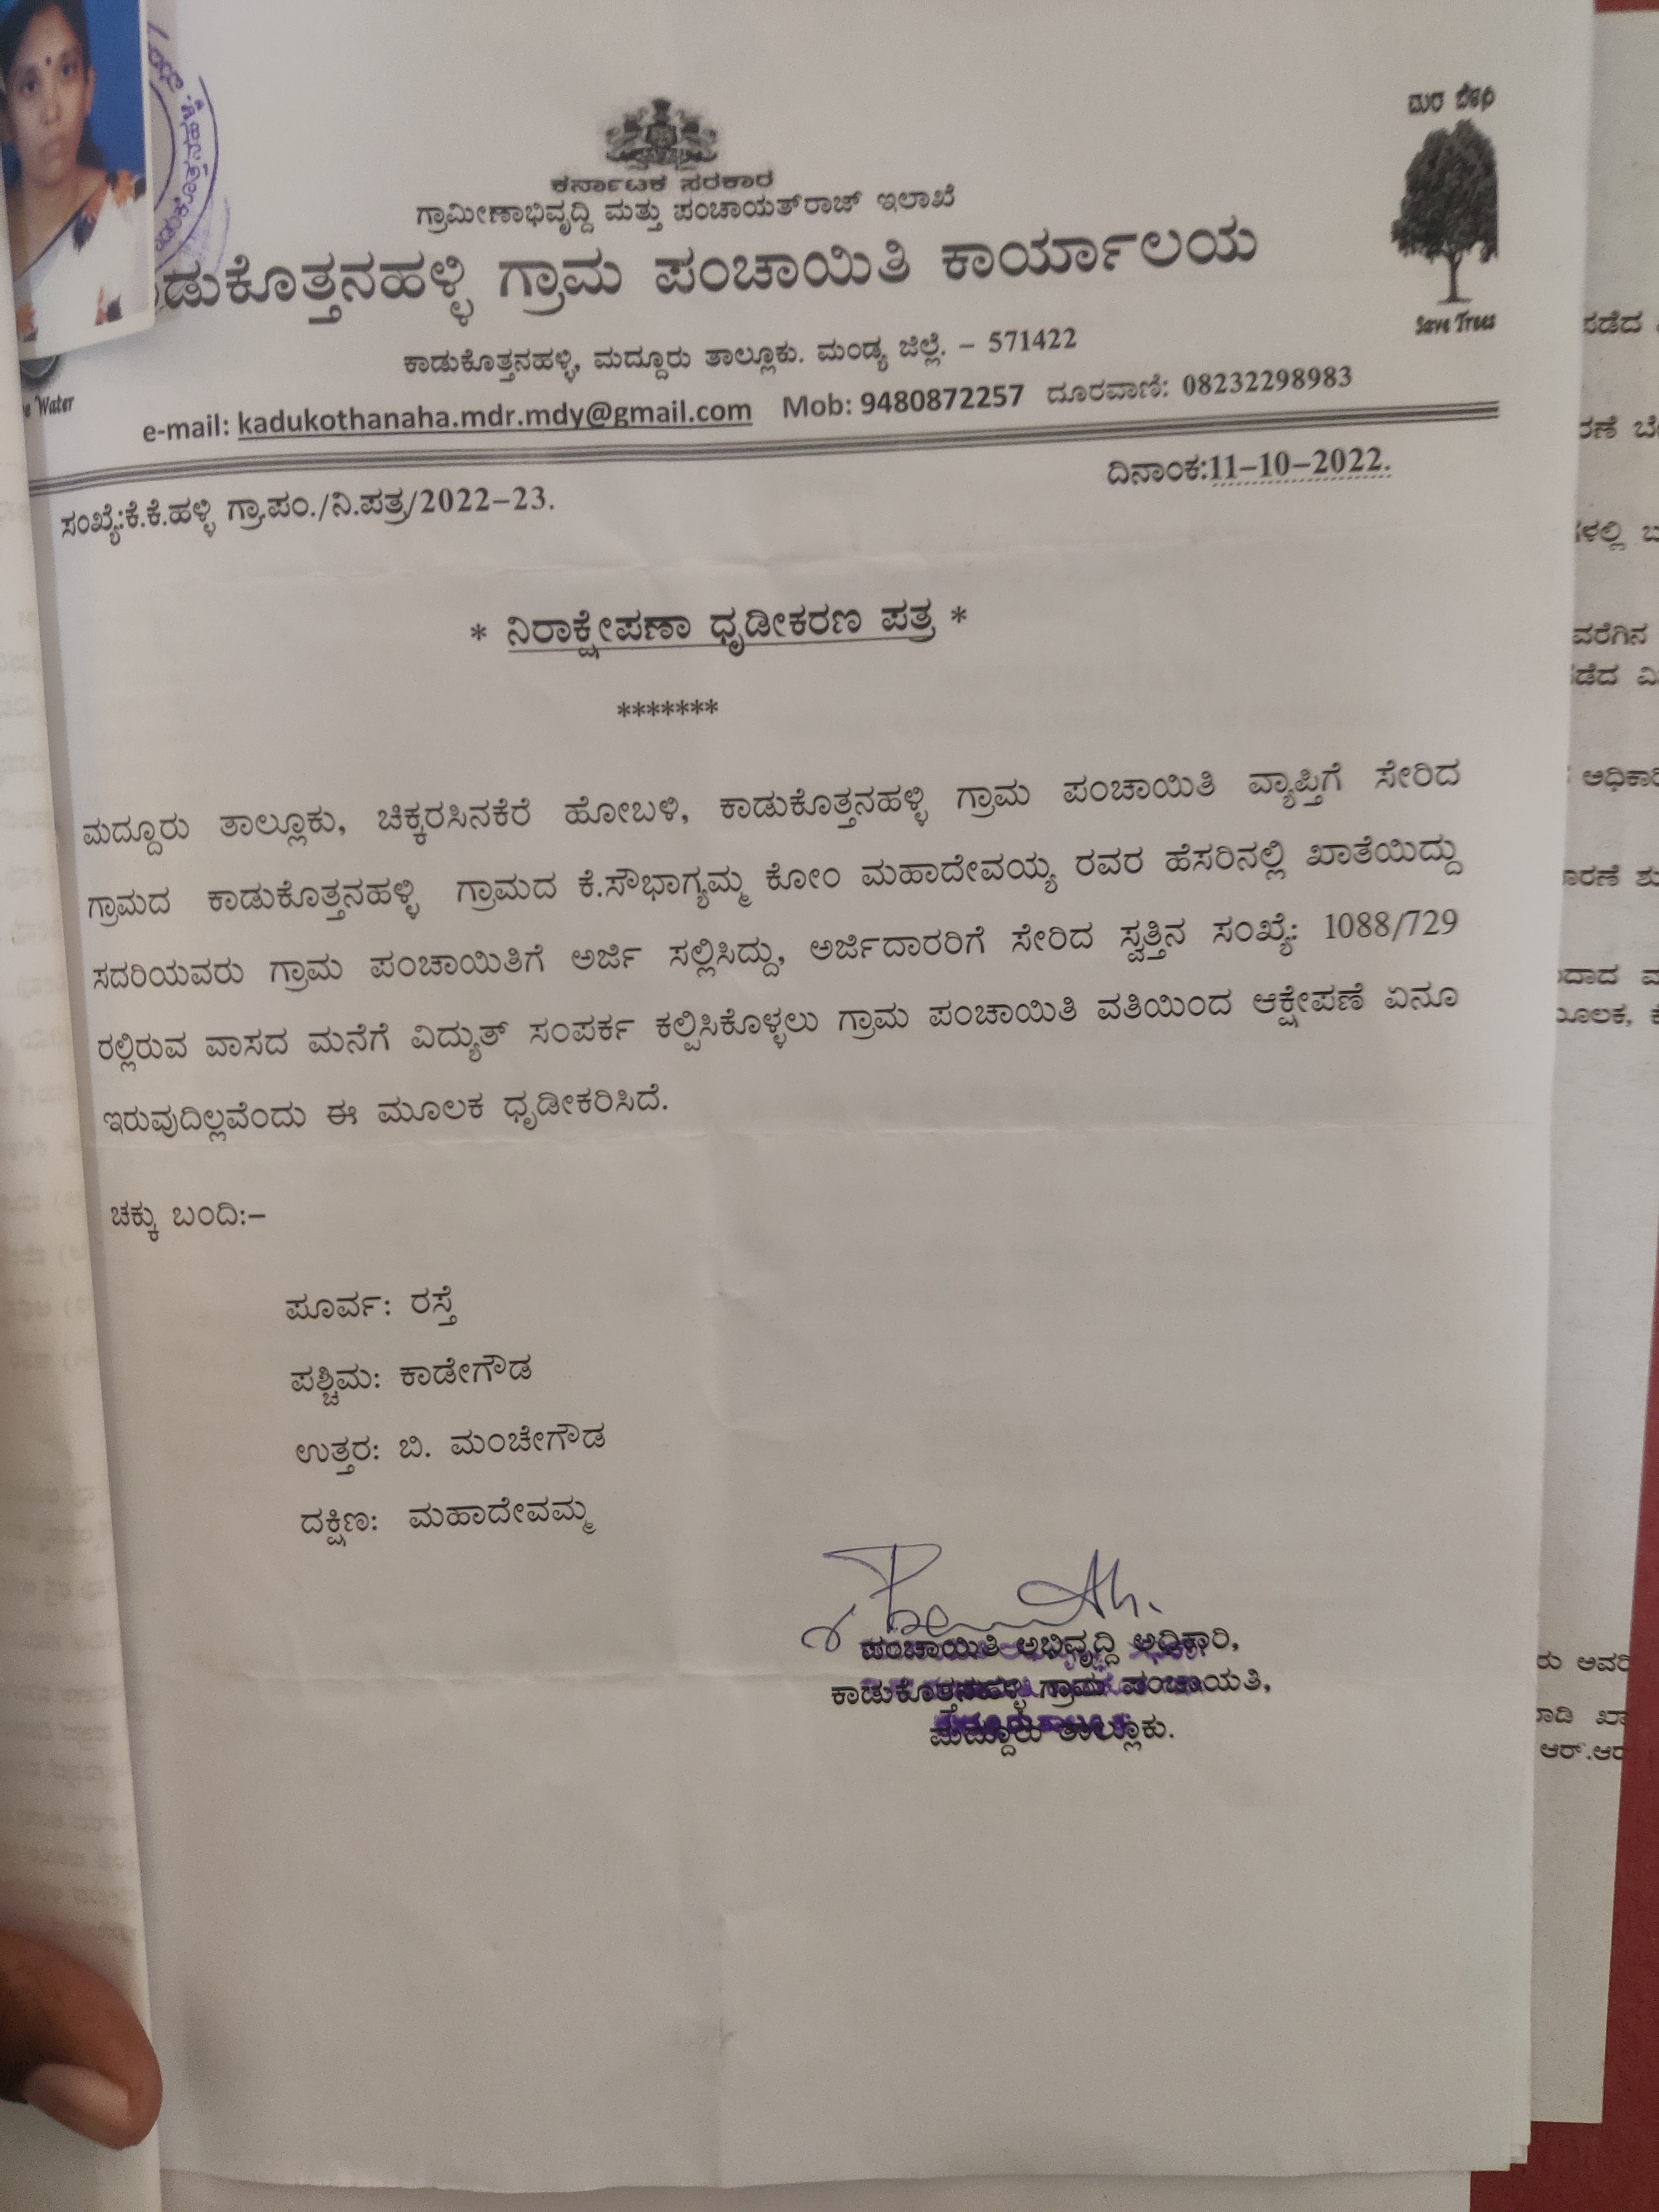 ಮರ ಬೆಳೆಸಿ
ಕರ್ನಾಟಕ ಸರಕಾರ
ಗ್ರಾಮೀಣಾಭಿವೃದ್ದಿ ಮತ್ತು ಪಂಚಾಯತ್‌ರಾಜ್ ಇಲಾಖೆ
ಡುಕೊತ್ತನಹಳ್ಳಿ ಗ್ರಾಮ ಪಂಚಾಯಿತಿ ಕಾರ್ಯಾಲಯ
Save Trees
ಕಾಡುಕೊತ್ತನಹಳ್ಳಿ, ಮದ್ದೂರು ತಾಲ್ಲೂಕು. ಮಂಡ್ಯ ಜಿಲ್ಲೆ. – 571422
Water
e-mail: kadukothanaha.mdr.mdy@gmail.com Mob: 9480872257 ದೂರವಾಣಿ: 08232298983
ಸಂಖ್ಯೆ:ಕೆ.ಕೆ.ಹಳ್ಳಿ ಗ್ರಾ.ಪಂ./ನಿ.ಪತ್ರ/2022–23.
ದಿನಾಂಕ:11–10–2022.
* ನಿರಾಕ್ಷೇಪಣಾ ಧೃಡೀಕರಣ ಪತ್ರ *
*******
ಮದ್ದೂರು ತಾಲ್ಲೂಕು, ಚಿಕ್ಕರಸಿನಕೆರೆ ಹೋಬಳಿ, ಕಾಡುಕೊತ್ತನಹಳ್ಳಿ ಗ್ರಾಮ ಪಂಚಾಯಿತಿ ವ್ಯಾಪ್ತಿಗೆ ಸೇರಿದ
ಗ್ರಾಮದ ಕಾಡುಕೊತ್ತನಹಳ್ಳಿ ಗ್ರಾಮದ ಕೆ.ಸೌಭಾಗ್ಯಮ್ಮ ಕೋಂ ಮಹಾದೇವಯ್ಯ ರವರ ಹೆಸರಿನಲ್ಲಿ ಖಾತೆಯಿದ್ದು
ಸದರಿಯವರು ಗ್ರಾಮ ಪಂಚಾಯಿತಿಗೆ ಅರ್ಜಿ ಸಲ್ಲಿಸಿದ್ದು, ಅರ್ಜಿದಾರರಿಗೆ ಸೇರಿದ ಸ್ವತ್ತಿನ ಸಂಖ್ಯೆ: 1088/729
ರಲ್ಲಿರುವ ವಾಸದ ಮನೆಗೆ ವಿದ್ಯುತ್ ಸಂಪರ್ಕ ಕಲ್ಪಿಸಿಕೊಳ್ಳಲು ಗ್ರಾಮ ಪಂಚಾಯಿತಿ ವತಿಯಿಂದ ಆಕ್ಷೇಪಣೆ ಏನೂ
ಇರುವುದಿಲ್ಲವೆಂದು ಈ ಮೂಲಕ ಧೃಡೀಕರಿಸಿದೆ.
ಚಕ್ಕು ಬಂದಿ:–
ಪೂರ್ವ: ರಸ್ತೆ
ಪಶ್ಚಿಮ: ಕಾಡೇಗೌಡ
ಉತ್ತರ: ಬಿ. ಮಂಚೇಗೌಡ
ದಕ್ಷಿಣ: ಮಹಾದೇವಮ್ಮ
ಪಂಚಾಯಿತಿ ಅಭಿವೃದ್ದಿ ಅಧಿಕಾರಿ,
ಕಾಡುಕೊತ್ತನಹಳ್ಳಿ ಗ್ರಾಮ ಪಂಚಾಯತಿ,
ಮದ್ದೂರು ತಾಲ್ಲೂಕು.